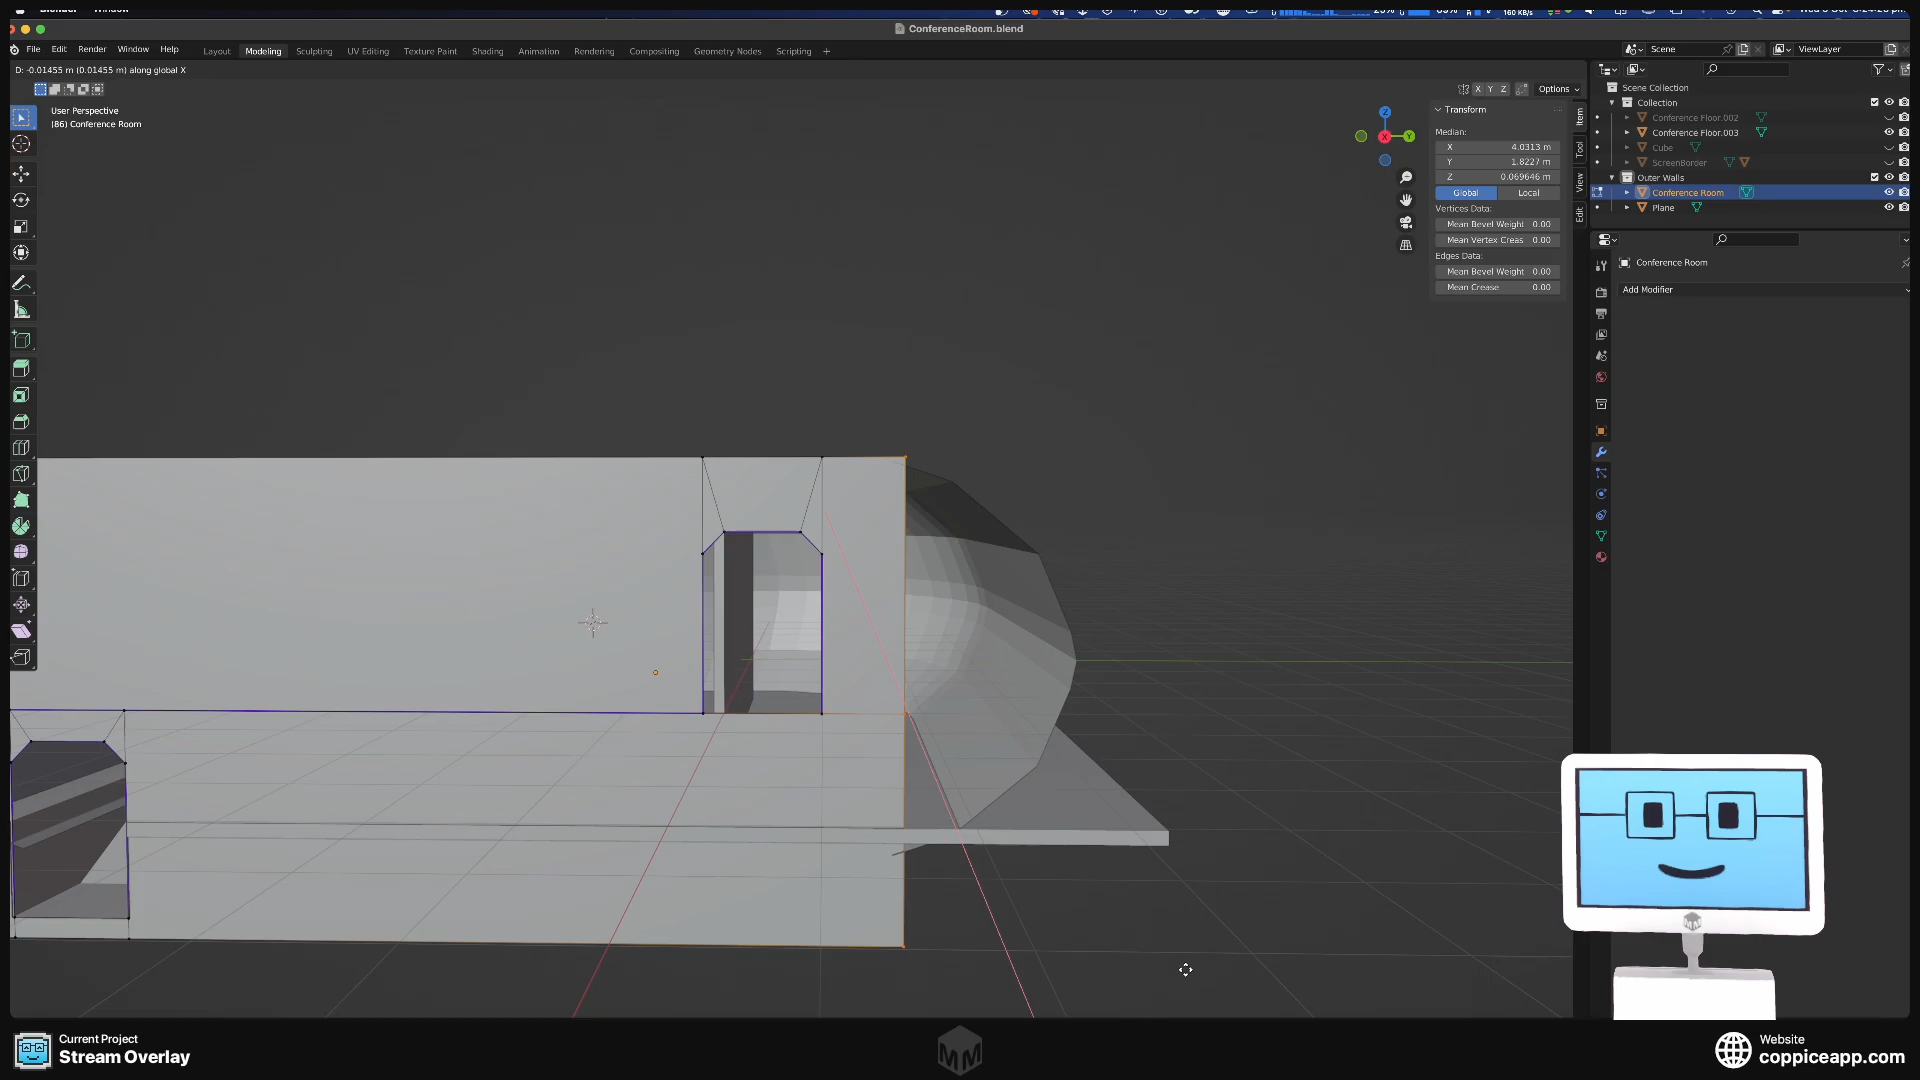 Blender
Window
160 KB/s
ConferenceRoom.blend
File Edit Render Window Help
Layout Modeling Sculpting UV Editing Texture Paint Shading Animation Rendering Compositing Geometry Nodes Scripting +
Scene
ViewLayer
D: -0.01455 m (0.01455 m) along global X
X Y Z
Options
User Perspective
(86) Conference Room
Z
X
Y
Transform
Median:
X 4.0313 m
Y 1.8227 m
Z 0.069646 m
Global Local
Vertices Data:
Mean Bevel Weight 0.00
Mean Vertex Creas 0.00
Edges Data:
Mean Bevel Weight 0.00
Mean Crease 0.00
Item
Tool
View
Edit
Scene Collection
Collection
Conference Floor.002
Conference Floor.003
Cube
ScreenBorder
Outer Walls
Conference Room
Plane
Conference Room
Add Modifier
Current Project
Stream Overlay
MM
Website
coppiceapp.com